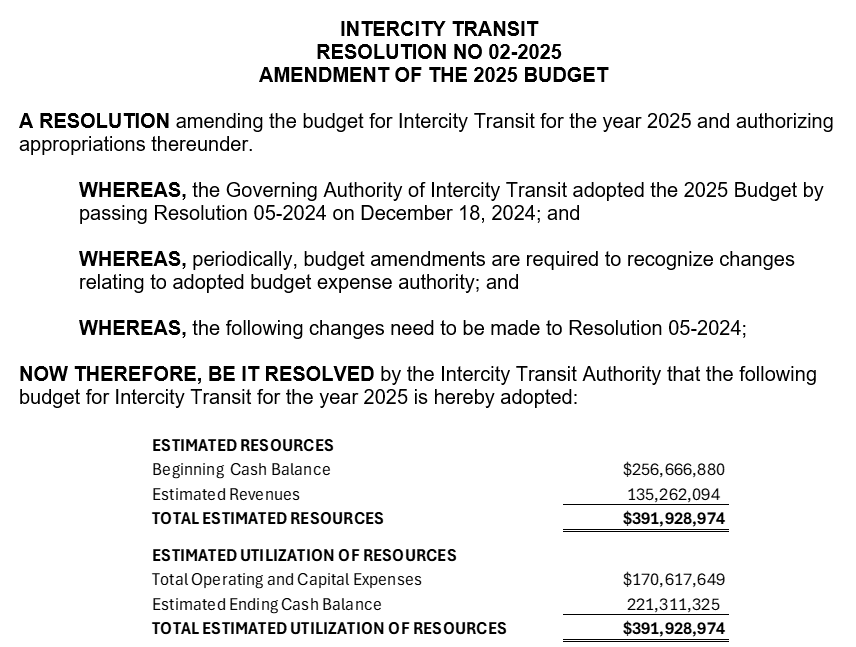 INTERCITY TRANSIT
RESOLUTION NO 02-2025
AMENDMENT OF THE 2025 BUDGET
A RESOLUTION amending the budget for Intercity Transit for the year 2025 and authorizing
appropriations thereunder.
WHEREAS, the Governing Authority of Intercity Transit adopted the 2025 Budget by
passing Resolution 05-2024 on December 18, 2024; and
WHEREAS, periodically, budget amendments are required to recognize changes
relating to adopted budget expense authority; and
WHEREAS, the following changes need to be made to Resolution 05-2024;
NOW THEREFORE, BE IT RESOLVED by the Intercity Transit Authority that the following
budget for Intercity Transit for the year 2025 is hereby adopted:
ESTIMATED RESOURCES
Beginning Cash Balance $256,666,880
Estimated Revenues 135,262,094
TOTAL ESTIMATED RESOURCES $391,928,974
ESTIMATED UTILIZATION OF RESOURCES
Total Operating and Capital Expenses $170,617,649
Estimated Ending Cash Balance 221,311,325
TOTAL ESTIMATED UTILIZATION OF RESOURCES $391,928,974